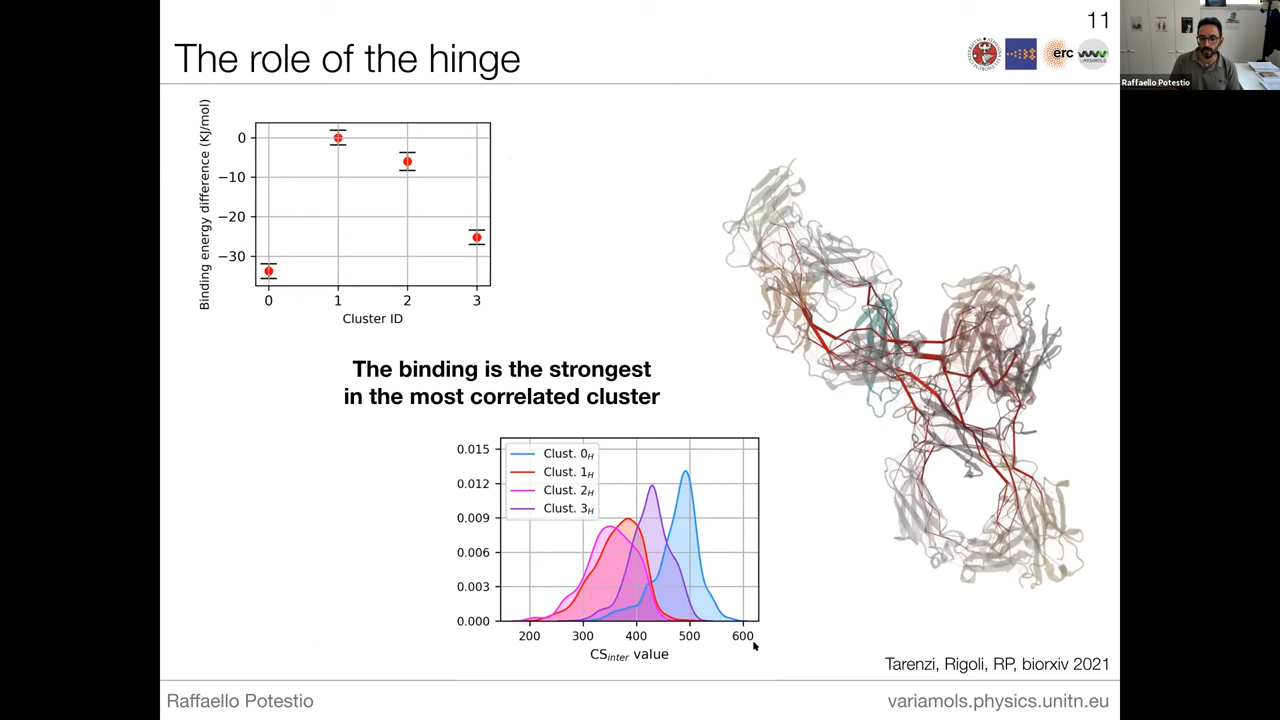 11
The role of the hinge
erc
VARIAMOLS
Raffaello Potestio
Binding energy difference (KJ/mol)
0
−10
−20
−30
0 1 2 3
Cluster ID
The binding is the strongest
in the most correlated cluster
0.015
0.012
0.009
0.006
0.003
0.000
Clust. 0H
Clust. 1H
Clust. 2H
Clust. 3H
200 300 400 500 600
CSinter value
Tarenzi, Rigoli, RP, biorxiv 2021
Raffaello Potestio
variamols.physics.unitn.eu